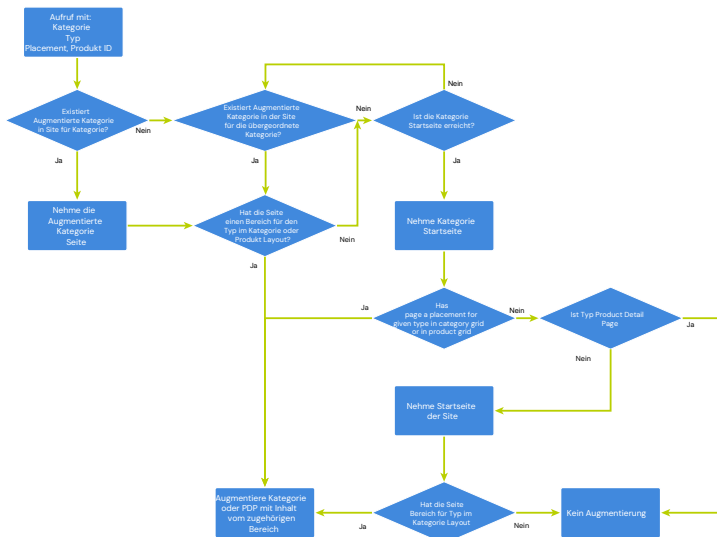 Aufruf mit:
Kategorie
Typ
Placement, Produkt ID
Nein
Existiert
Augmentierte Kategorie
in Site für Kategorie?
Nein
Existiert Augmentierte
Kategorie in der Site
für die übergeordnete
Kategorie?
Nein
Ist die Kategorie
Startseite erreicht?
Ja
Ja
Ja
Nehme die
Augmentierte
Kategorie
Seite
Hat die Seite
einen Bereich für den
Typ im Kategorie oder
Produkt Layout?
Nein
Nehme Kategorie
Startseite
Ja
Ja
Has
page a placement for
given type in category grid
or in product grid
Nein
Ist Typ Product Detail
Page
Ja
Nein
Nehme Startseite
der Site
Augmentiere Kategorie
oder PDP mit Inhalt
vom zugehörigen
Bereich
Ja
Hat die Seite
Bereich für Typ im
Kategorie Layout
Nein
Kein Augmentierung